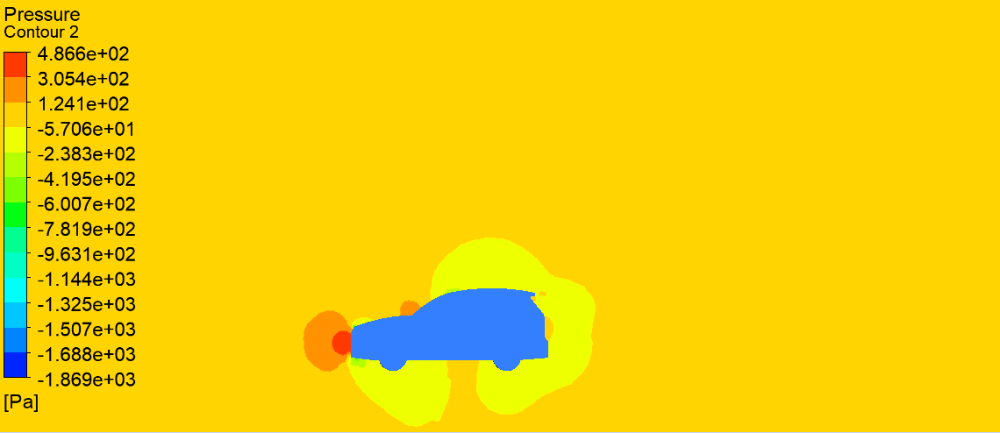 Pressure
Contour 2
4.866e+02
3.054e+02
1.241e+02
-5.706e+01
-2.383e+02
-4.195e+02
-6.007e+02
-7.819e+02
-9.631e+02
-1.144e+03
-1.325e+03
-1.507e+03
-1.688e+03
-1.869e+03
[Pa]